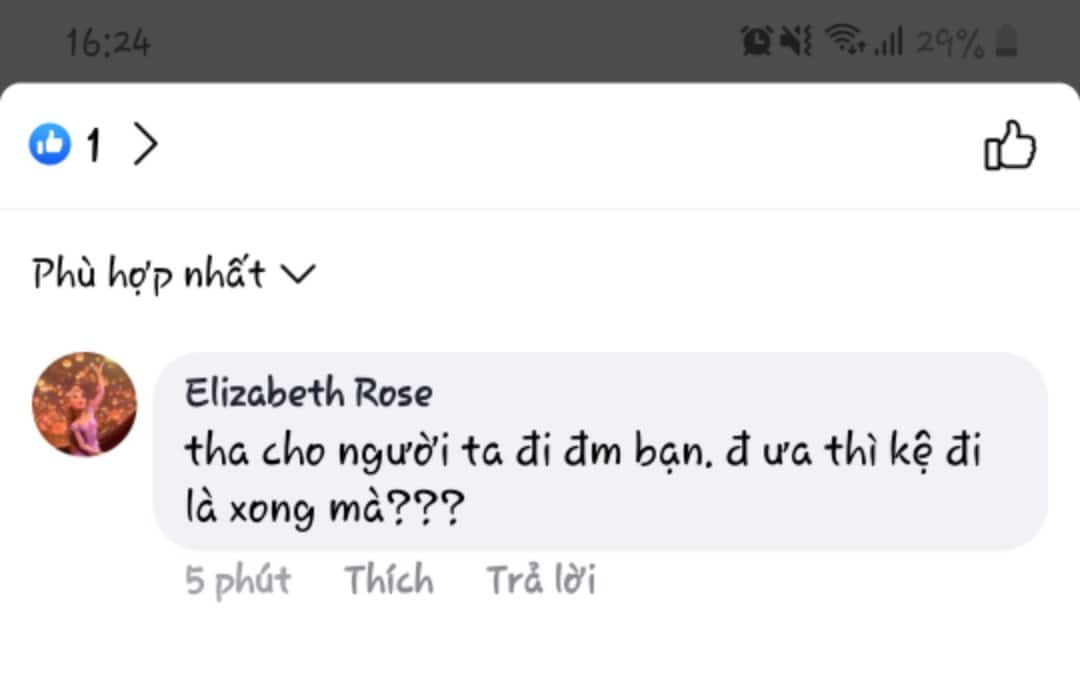 16:24 29%
1
Phù hợp nhất
Elizabeth Rose
tha cho người ta đi đm bạn. đ ưa thì kệ đi
là xong mà???
5 phút Thích Trả lời